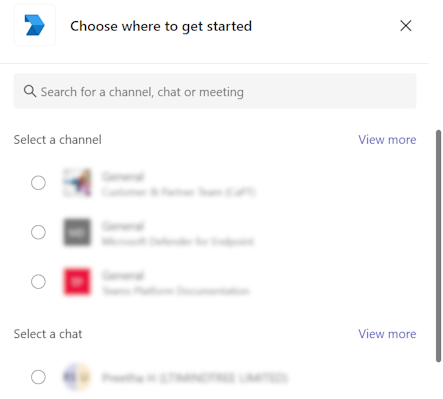 Choose where to get started
Search for a channel, chat or meeting
Select a channel
View more
General
Customer & Partner Team (CaPT)
General
Microsoft Defender for Endpoint
General
Teams Platform Documentation
Select a chat
View more
Preetha H (LTIMINDTREE LIMITED)